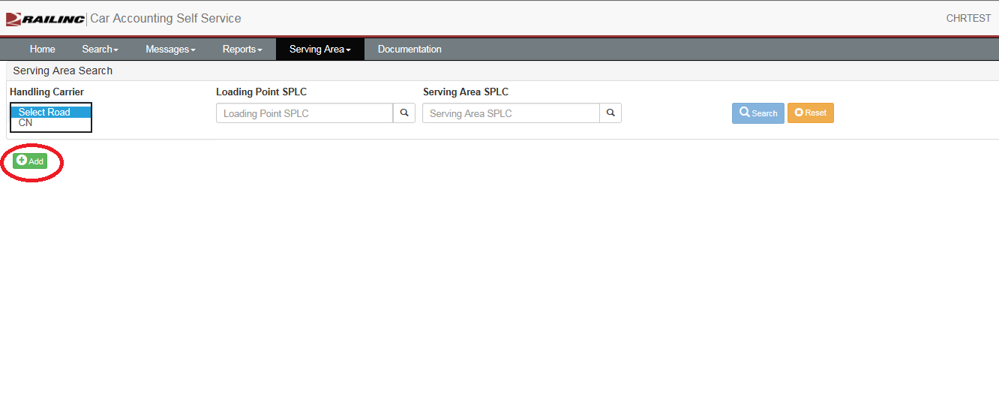 RAILINC Car Accounting Self Service CHRTEST
Home Search Messages Reports Serving Area Documentation
Serving Area Search
Handling Carrier Loading Point SPLC Serving Area SPLC
Select Road Loading Point SPLC Serving Area SPLC Search Reset
CN
Add